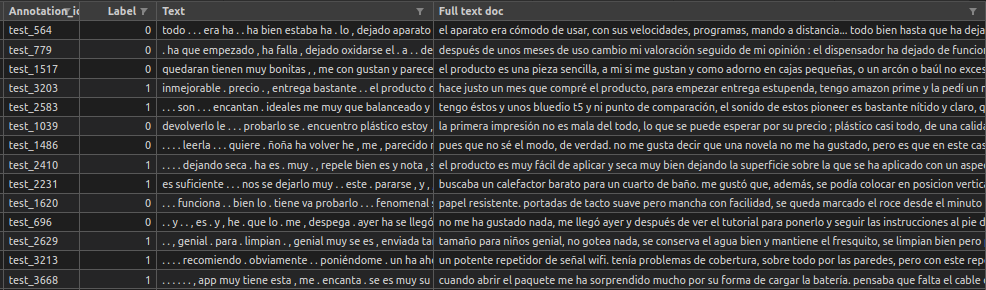 Annotation_id Label Text Full text doc
test_564 0 todo . . . era ha . . ha bien estaba ha . lo , dejado aparato el aparato era cómodo de usar, con sus velocidades, programas, mando a distancia... todo bien hasta que ha deja
test_779 0 . ha que empezado , ha falla , dejado oxidarse el . a . . de después de unos meses de uso cambio mi valoración seguido de mi opinión : el dispensador ha dejado de funcior
test_1517 0 quedaran tienen muy bonitas , , me con gustan y parece el producto es una pieza sencilla, a mi si me gustan y como adorno en cajas pequeñas, o un arcón o baúl no exces
test_3203 1 inmejorable . precio . , entrega bastante . . el producto c hace justo un mes que compré el producto, para empezar entrega estupenda, tengo amazon prime y la pedí un r
test_2583 1 . . . son . . . encantan . ideales me muy que balanceado y tengo éstos y unos bluedio t5 y ni punto de comparación, el sonido de estos pioneer es bastante nítido y claro, q
test_1039 0 devolverlo le . . . probarlo se . encuentro plástico estoy , la primera impresión no es mala del todo, lo que se puede esperar por su precio ; plástico casi todo, de una calida
test_1486 0 . . . . leerla . . . quiere . ñoña ha volver he , me , parecido r pues que no sé el modo, de verdad. no me gusta decir que una novela no me ha gustado, pero es que en este cas
test_2410 1 . . . . dejando seca . ha es . muy . , repele bien es y nota , s el producto es muy fácil de aplicar y seca muy bien dejando la superficie sobre la que se ha aplicado con un aspec
test_2231 1 es suficiente . . . nos se dejarlo muy . . este . pararse , y , buscaba un calefactor barato para un cuarto de baño. me gustó que, además, se podía colocar en posicion vertic
test_1620 0 . . . funciona . . bien lo . tiene va probarlo . . . fenomenal s papel resistente. portadas de tacto suave pero mancha con facilidad, se queda marcado el roce desde el minuto
test_696 0 . . y . . , es . y , he . que lo . me , despega . ayer ha se llegó no me ha gustado nada, me llegó ayer y después de ver el tutorial para ponerlo y seguir las instrucciones al pie d
test_2629 1 . . , genial . para . limpian . , genial muy se es , enviada tar tamaño para niños genial, no gotea nada, se conserva el agua bien y mantiene el fresquito, se limpian bien pero
test_3213 1 . . . . recomiendo . obviamente . . poniéndome . un ha aho un potente repetidor de señal wifi. tenía problemas de cobertura, sobre todo por las paredes, pero con este rep
test_3668 1 . . . . . . , app muy tiene esta , me . encanta . se es muy su cuando abrir el paquete me ha sorprendido mucho por su forma de cargar la batería. pensaba que falta el cable